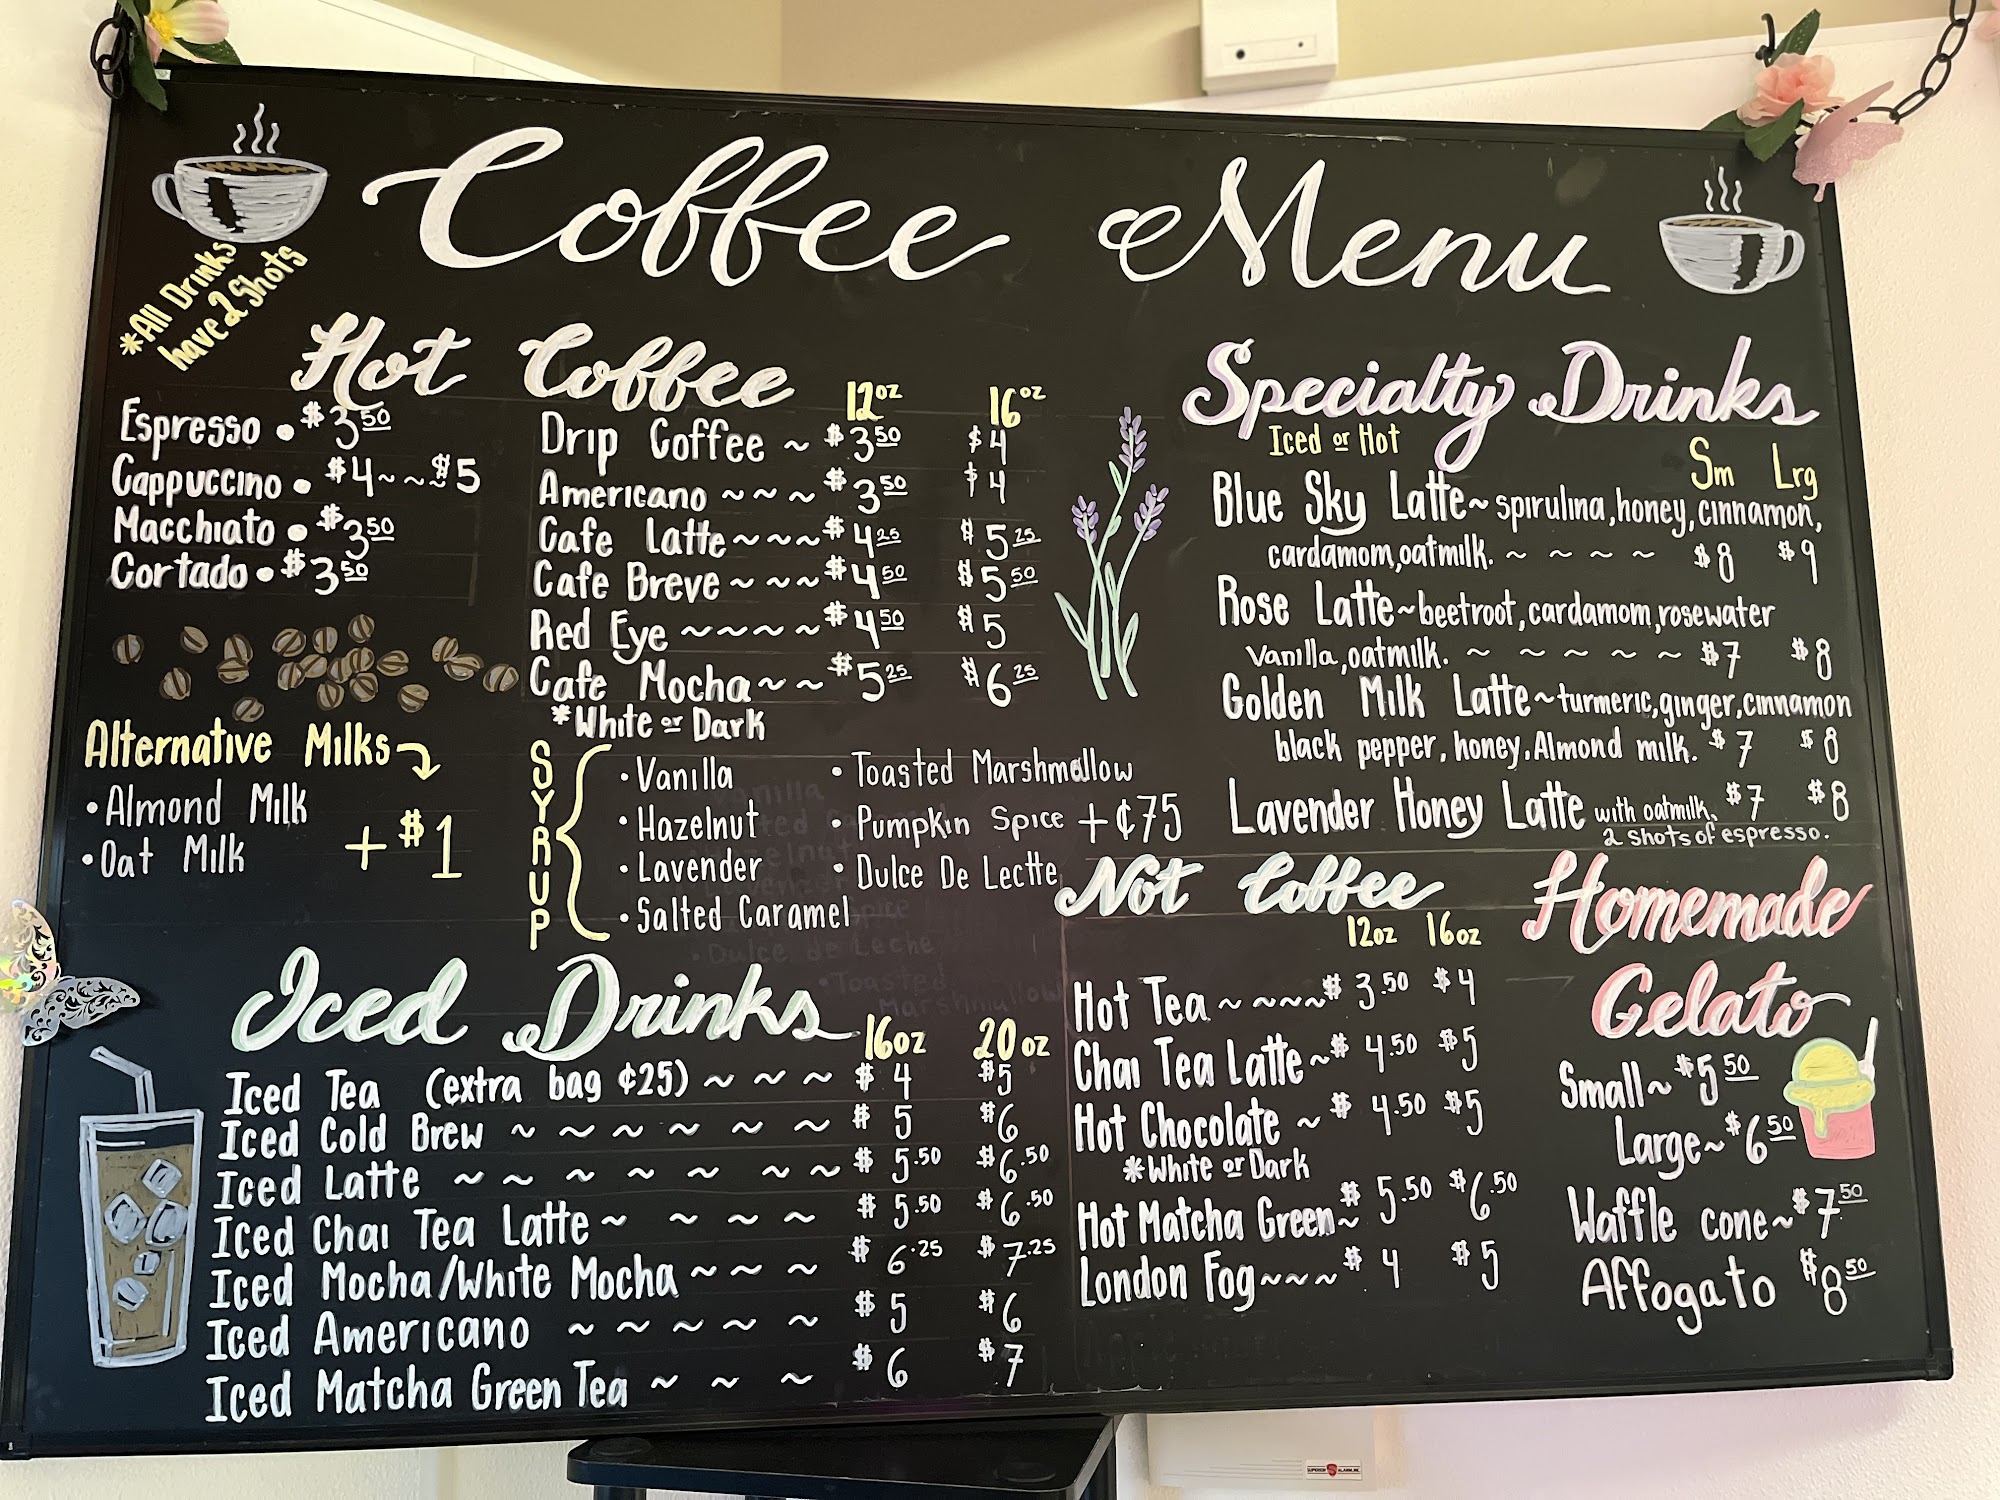 Coffee Menu
*All Drinks
have 2 Shots
Hot Coffee
Espresso • $3.50
Cappuccino • $4~~~$5
Macchiato • $3.50
Cortado • $3.50
12oz 16oz
Drip Coffee ~ $3.50 $4
Americano ~~~ $3.50 $4
Cafe Latte ~~~ $4.25 $5.25
Cafe Breve ~~~ $4.50 $5.50
Red Eye ~~~~ $4.50 $5
Cafe Mocha ~~ $5.25 $6.25
*White or Dark
Alternative Milks
• Almond Milk
• Oat Milk
+ $1
SYRUP
• Vanilla
• Hazelnut
• Lavender
• Salted Caramel
• Toasted Marshmallow
• Pumpkin Spice + ¢75
• Dulce De Lectte
Specialty Drinks
Iced or Hot
Sm Lrg
Blue Sky Latte ~ spirulina, honey, cinnamon,
cardamom, oatmilk. ~ ~ ~ ~ $8 $9
Rose Latte ~ beetroot, cardamom, rosewater
Vanilla, oatmilk. ~ ~ ~ ~ ~ $7 $8
Golden Milk Latte ~ turmeric, ginger, cinnamon
black pepper, honey, Almond milk. $7 $8
Lavender Honey Latte with oatmilk. $7 $8
2 shots of espresso.
Iced Drinks
16oz 20oz
Iced Tea (extra bag ¢25) ~ ~ ~ $4 $5
Iced Cold Brew ~ ~ ~ ~ ~ ~ $5 $6
Iced Latte ~ ~ ~ ~ ~ ~ ~ $5.50 $6.50
Iced Chai Tea Latte ~ ~ ~ ~ ~ $5.50 $6.50
Iced Mocha/White Mocha ~ ~ ~ $6.25 $7.25
Iced Americano ~ ~ ~ ~ ~ $5 $6
Iced Matcha Green Tea ~ ~ ~ $6 $7
Not Coffee
12oz 16oz
Hot Tea ~~~~~ $3.50 $4
Chai Tea Latte ~ $4.50 $5
Hot Chocolate ~ $4.50 $5
*White or Dark
Hot Matcha Green ~ $5.50 $6.50
London Fog ~~~~ $4 $5
Homemade
Gelato
Small ~ $5.50
Large ~ $6.50
Waffle cone ~ $7.50
Affogato $8.50